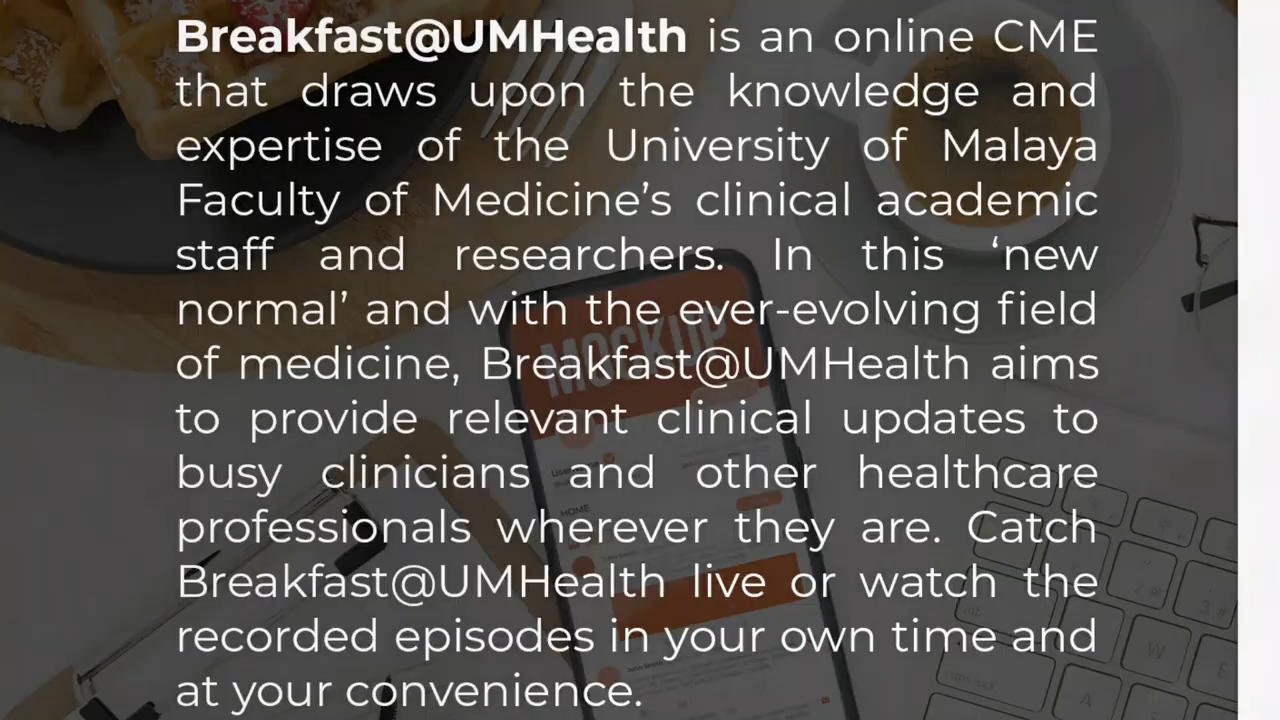 Breakfast@UMHealth is an online CME
that draws upon the knowledge and
expertise of the University of Malaya
Faculty of Medicine’s clinical academic
staff and researchers. In this ‘new
normal’ and with the ever-evolving field
of medicine, Breakfast@UMHealth aims
to provide relevant clinical updates to
busy clinicians and other healthcare
professionals wherever they are. Catch
Breakfast@UMHealth live or watch the
recorded episodes in your own time and
at your convenience.
MOCKUP
HOME